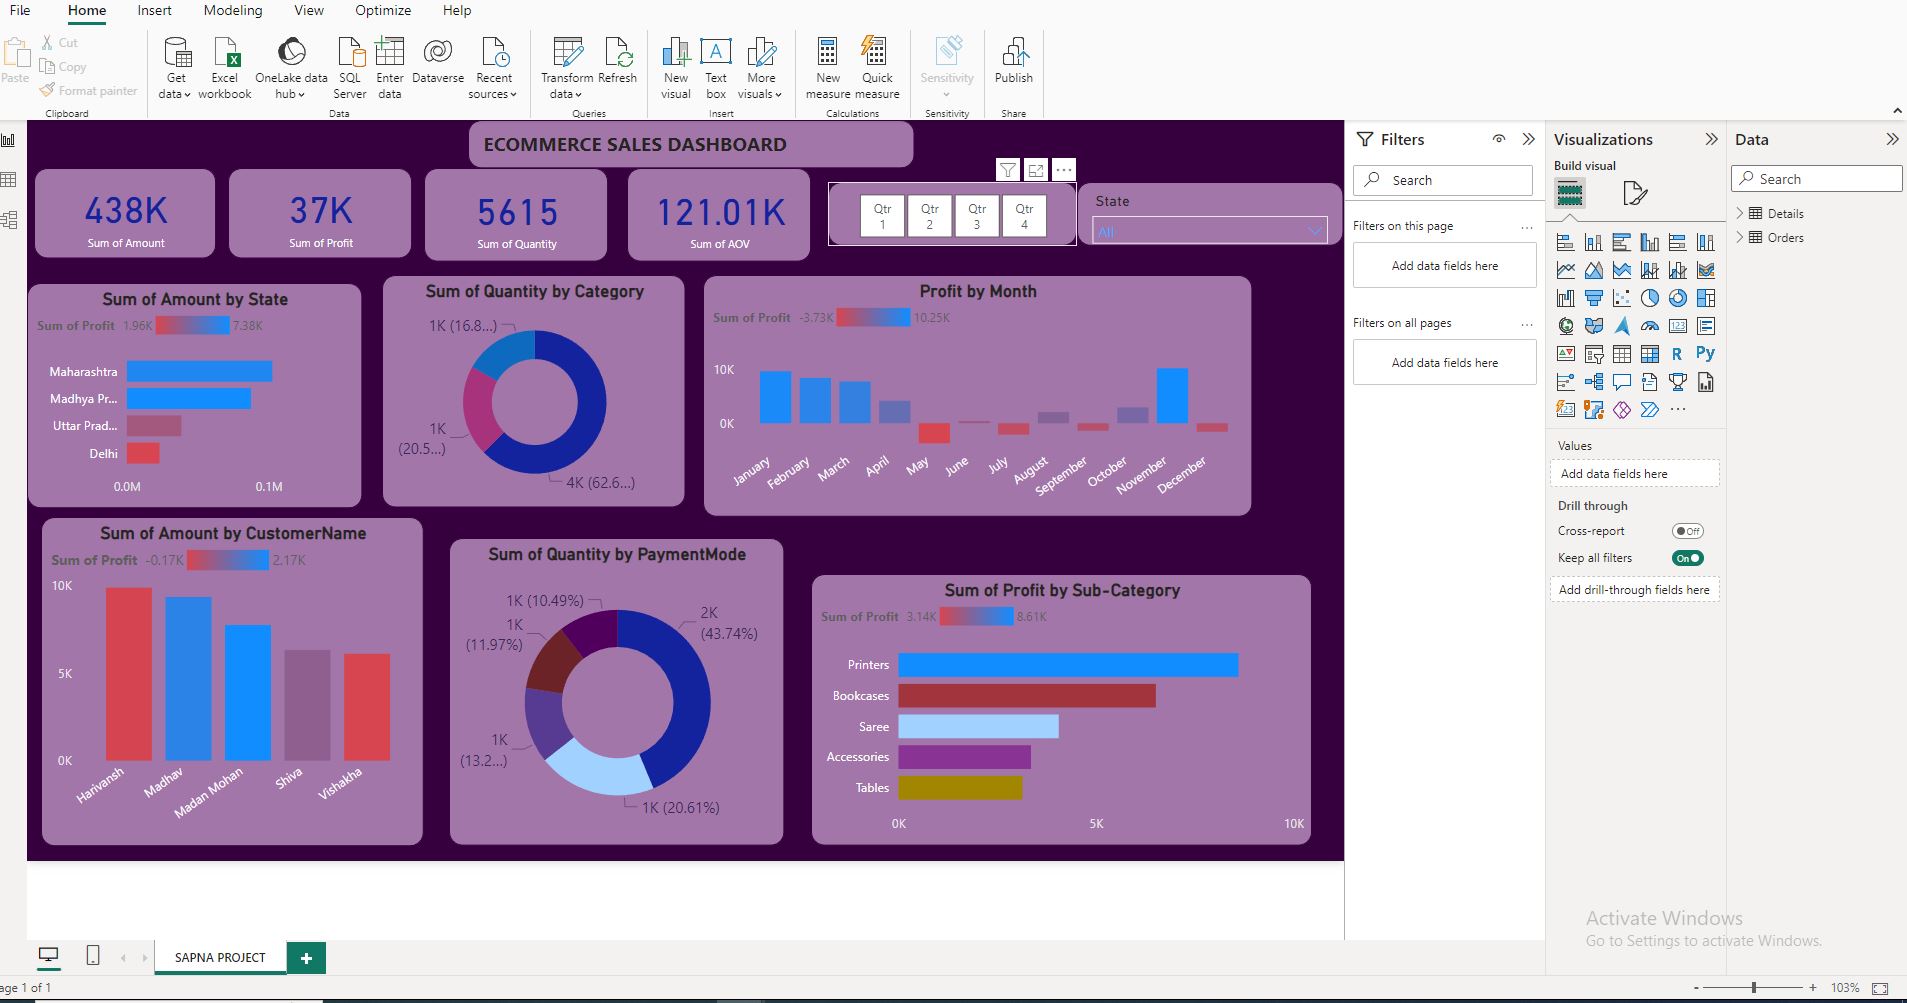 File Home Insert Modeling View Optimize Help
Paste
Cut
Copy
Format painter
Clipboard
Get data
Excel workbook
OneLake data hub
SQL Server
Enter data
Dataverse
Recent sources
Data
Transform data
Refresh
Queries
New visual
Text box
More visuals
Insert
New measure
Quick measure
Calculations
Sensitivity
Sensitivity
Publish
Share
ECOMMERCE SALES DASHBOARD
438K
Sum of Amount
37K
Sum of Profit
5615
Sum of Quantity
121.01K
Sum of AOV
Qtr 1
Qtr 2
Qtr 3
Qtr 4
State
All
Sum of Amount by State
Sum of Profit 1.96K 7.38K
Maharashtra
Madhya Pr...
Uttar Prad...
Delhi
0.0M 0.1M
Sum of Quantity by Category
1K (16.8...)
1K
(20.5...)
4K (62.6...)
Profit by Month
Sum of Profit -3.73K 10.25K
10K
0K
January February March April May June July August September October November December
Sum of Amount by CustomerName
Sum of Profit -0.17K 2.17K
10K
5K
0K
Harivansh Madhav Madan Mohan Shiva Vishakha
Sum of Quantity by PaymentMode
1K (10.49%)
1K
(11.97%)
2K
(43.74%)
1K
(13.2...)
1K (20.61%)
Sum of Profit by Sub-Category
Sum of Profit 3.14K 8.61K
Printers
Bookcases
Saree
Accessories
Tables
0K 5K 10K
Filters
Search
Filters on this page
Add data fields here
Filters on all pages
Add data fields here
Visualizations
Build visual
123
R
Py
123
Values
Add data fields here
Drill through
Cross-report
Off
Keep all filters
On
Add drill-through fields here
Data
Search
Details
Orders
Activate Windows
Go to Settings to activate Windows.
SAPNA PROJECT
age 1 of 1
103%